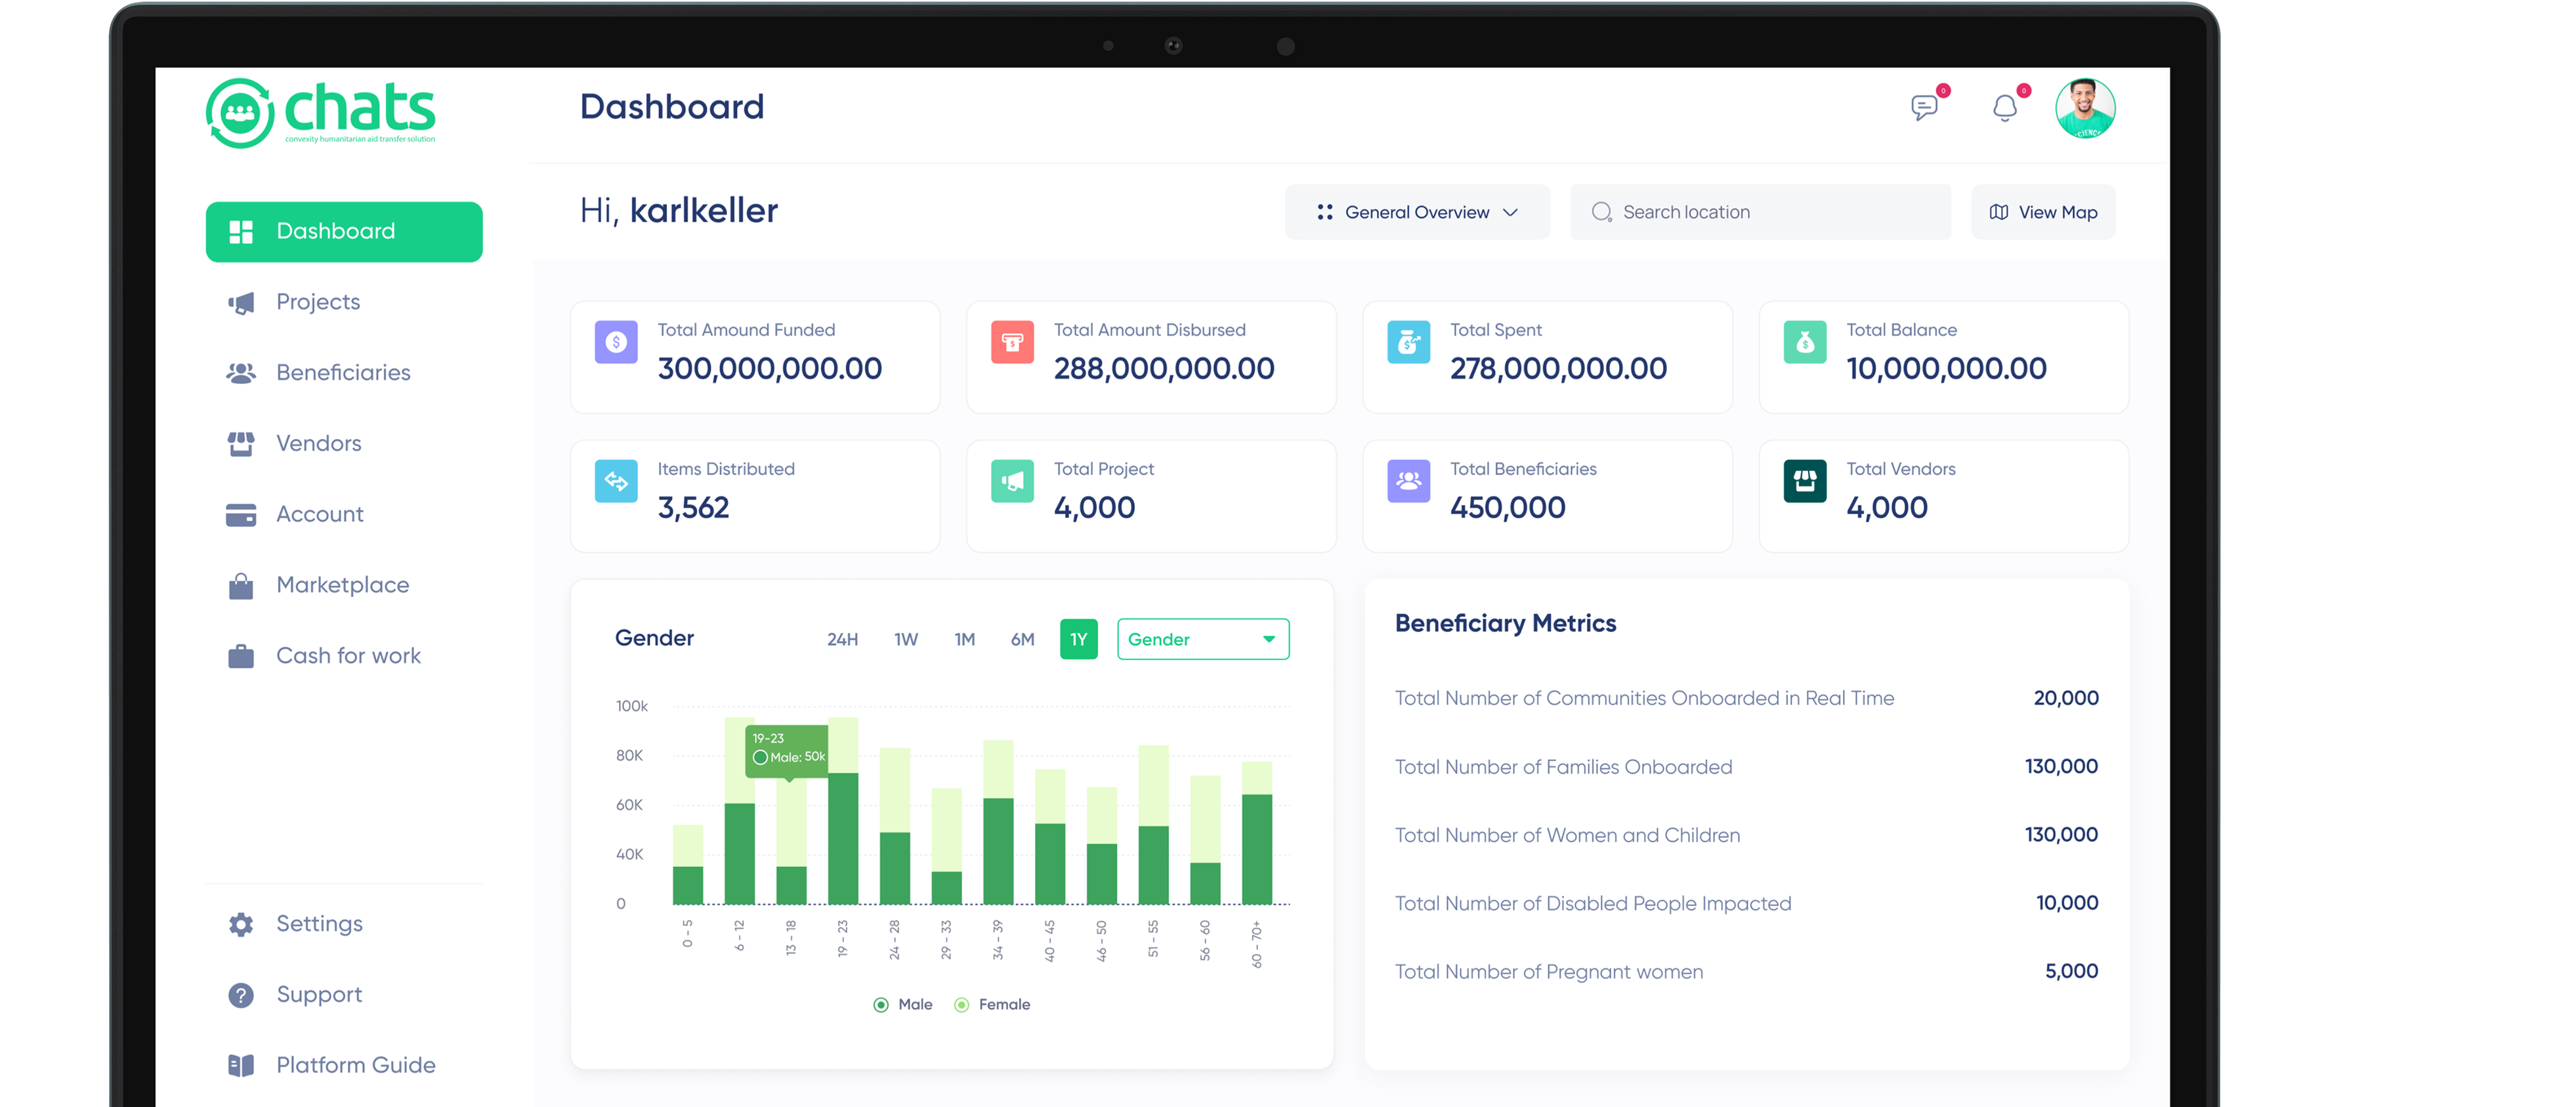 chats
convexity humanitarian aid transfer solution
Dashboard
0
0
CIENC
Dashboard
Projects
Beneficiaries
Vendors
Account
Marketplace
Cash for work
Settings
Support
Platform Guide
Hi, karlkeller
General Overview
Search location
View Map
Total Amound Funded
300,000,000.00
Total Amount Disbursed
288,000,000.00
Total Spent
278,000,000.00
Total Balance
10,000,000.00
Items Distributed
3,562
Total Project
4,000
Total Beneficiaries
450,000
Total Vendors
4,000
Gender
24H 1W 1M 6M 1Y
Gender
100k
80K
60K
40K
0
19-23
Male: 50k
0 - 5
6 - 12
13 - 18
19 - 23
24 - 28
29 - 33
34 - 39
40 - 45
46 - 50
51 - 55
56 - 60
60 - 70+
Male Female
Beneficiary Metrics
Total Number of Communities Onboarded in Real Time 20,000
Total Number of Families Onboarded 130,000
Total Number of Women and Children 130,000
Total Number of Disabled People Impacted 10,000
Total Number of Pregnant women 5,000